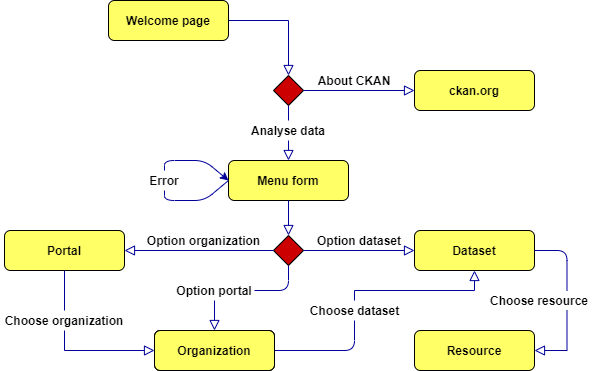 Welcome page
About CKAN
ckan.org
Analyse data
Error
Menu form
Portal
Option organization
Option dataset
Dataset
Option portal
Choose dataset
Choose resource
Choose organization
Organization
Resource